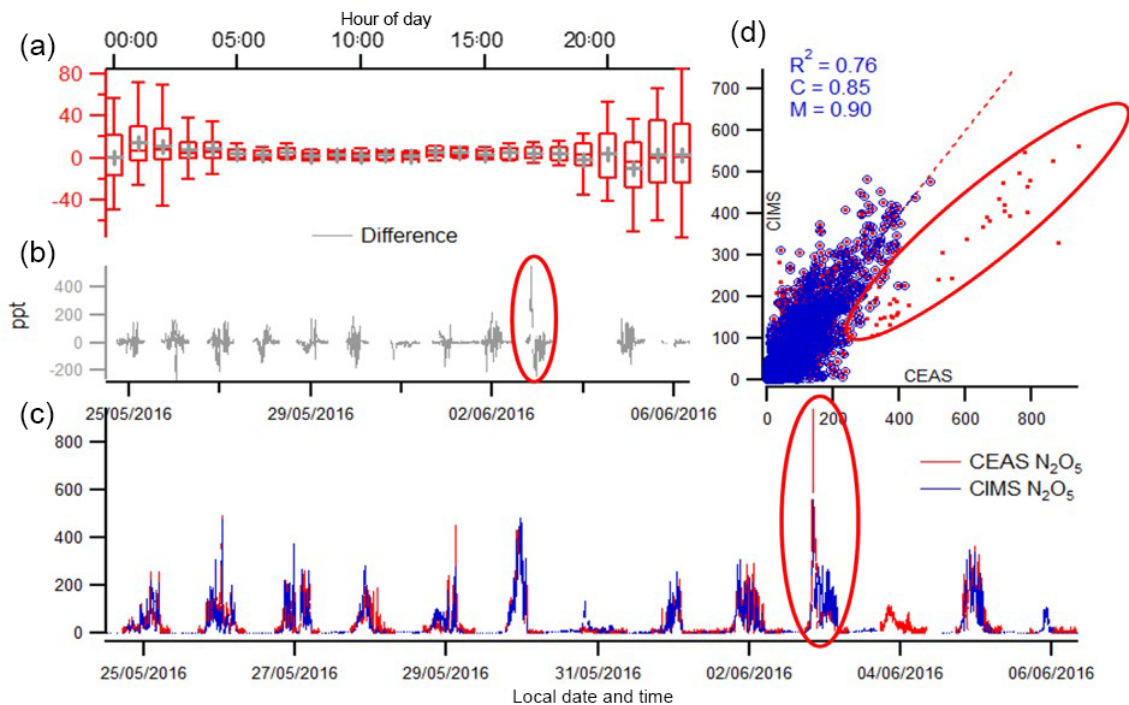 Hour of day
(a)
00:00 05:00 10:00 15:00 20:00
80
40
0
-40
Difference
(b)
ppt
400
200
0
-200
25/05/2016 29/05/2016 02/06/2016 06/06/2016
(d)
R² = 0.76
C = 0.85
M = 0.90
CIMS
700
600
500
400
300
200
100
0
CEAS
0 200 400 600 800
(c)
800
600
400
200
0
CEAS N₂O₅
CIMS N₂O₅
25/05/2016 27/05/2016 29/05/2016 31/05/2016 02/06/2016 04/06/2016 06/06/2016
Local date and time